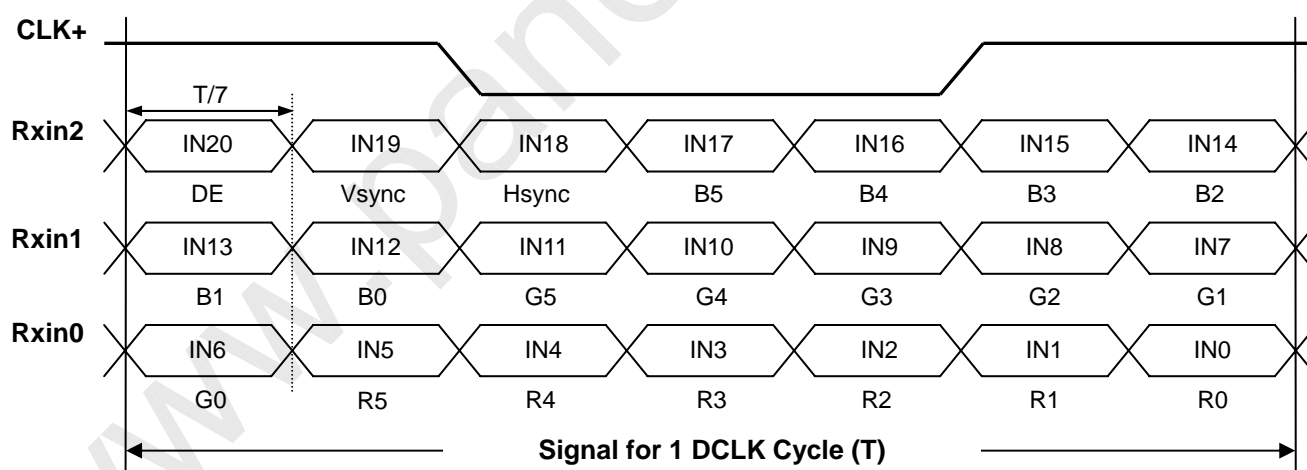 CLK+
T/7
Rxin2 IN20 IN19 IN18 IN17 IN16 IN15 IN14
DE Vsync Hsync B5 B4 B3 B2
Rxin1 IN13 IN12 IN11 IN10 IN9 IN8 IN7
B1 B0 G5 G4 G3 G2 G1
Rxin0 IN6 IN5 IN4 IN3 IN2 IN1 IN0
G0 R5 R4 R3 R2 R1 R0
Signal for 1 DCLK Cycle (T)